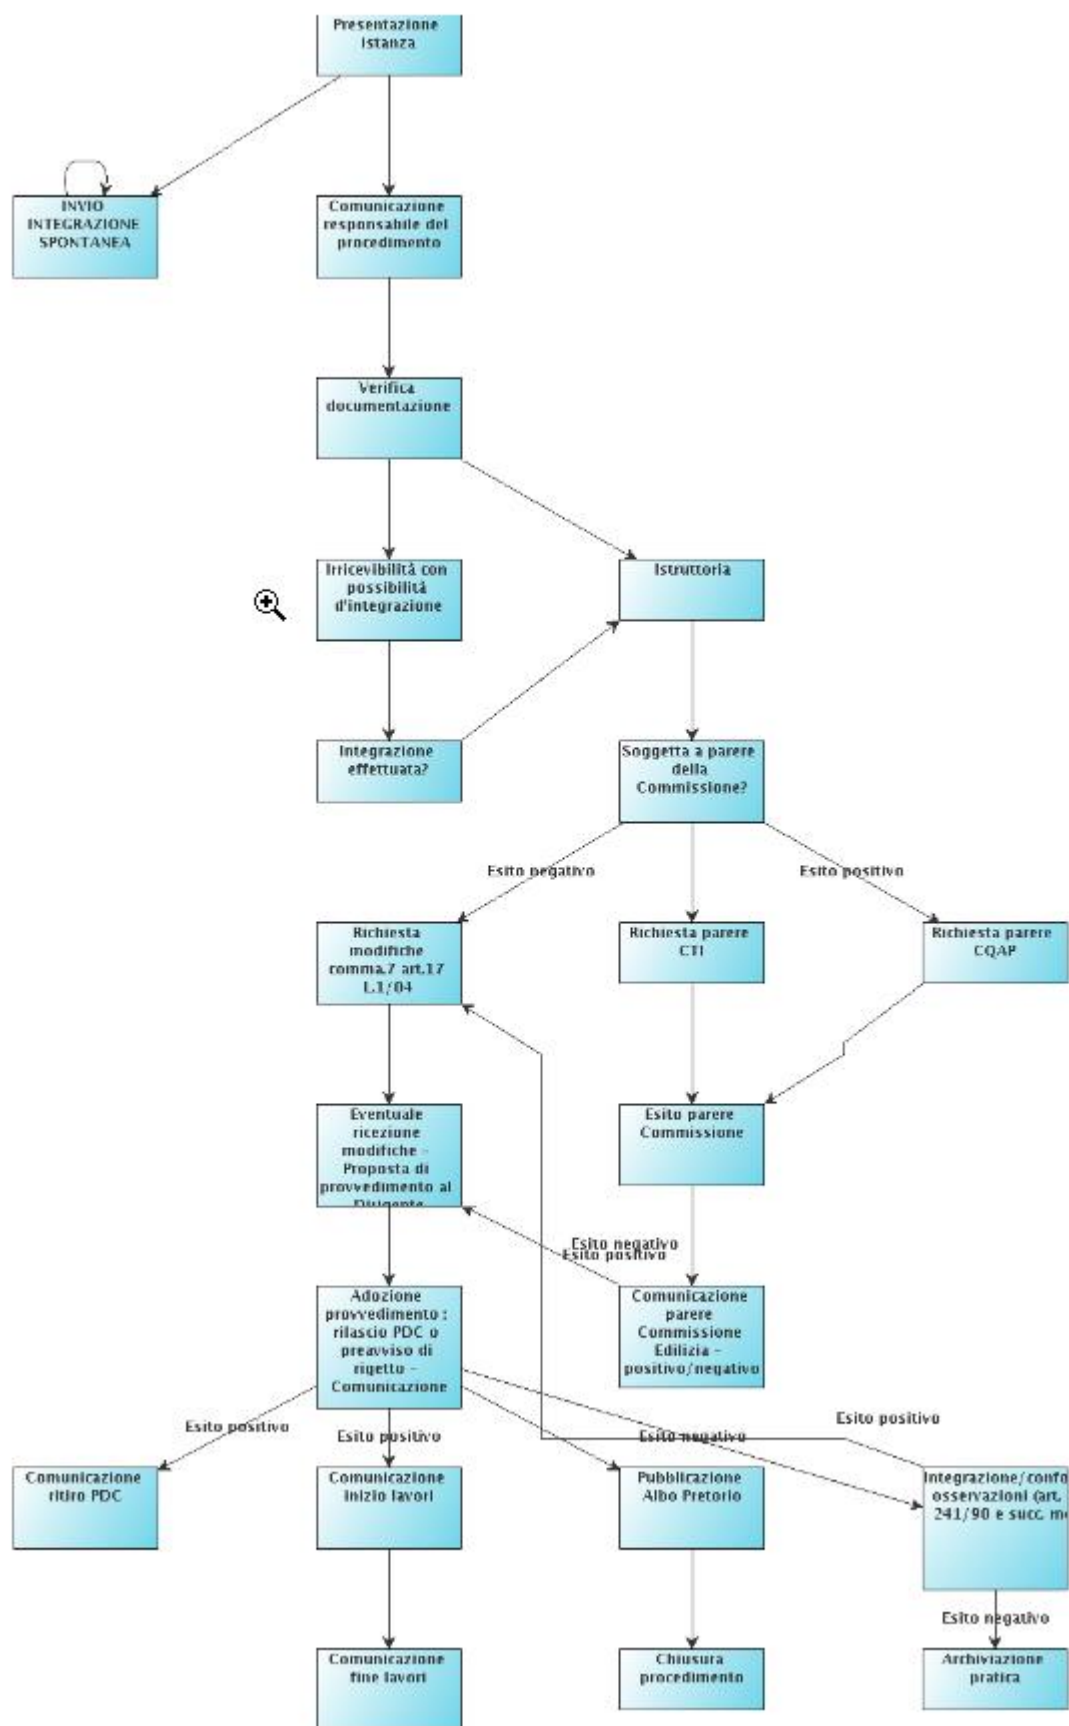 Presentazione
istanza
INVIO
INTEGRAZIONE
SPONTANEA
Comunicazione
responsabile del
procedimento
Verifica
documentazione
Irricevibilità con
possibilità
d'integrazione
Istruttoria
Integrazione
effettuata?
Soggetta a parere
della
Commissione?
Esito negativo
Esito positivo
Richiesta
modifiche
comma.7 art.17
L.1/04
Richiesta parere
CTI
Richiesta parere
CQAP
Eventuale
ricezione
modifiche -
Proposta di
provvedimento al
Dirigente
Esito parere
Commissione
Esito negativo
Esito positivo
Adozione
provvedimento :
rilascio PDC o
preavviso di
rigetto -
Comunicazione
Comunicazione
parere
Commissione
Edilizia -
positivo/negativo
Esito positivo
Esito positivo
Esito negativo
Esito positivo
Comunicazione
ritiro PDC
Comunicazione
inizio lavori
Pubblicazione
Albo Pretorio
Integrazione/confo
osservazioni (art.
241/90 e succ. m
Esito negativo
Comunicazione
fine lavori
Chiusura
procedimento
Archiviazione
pratica